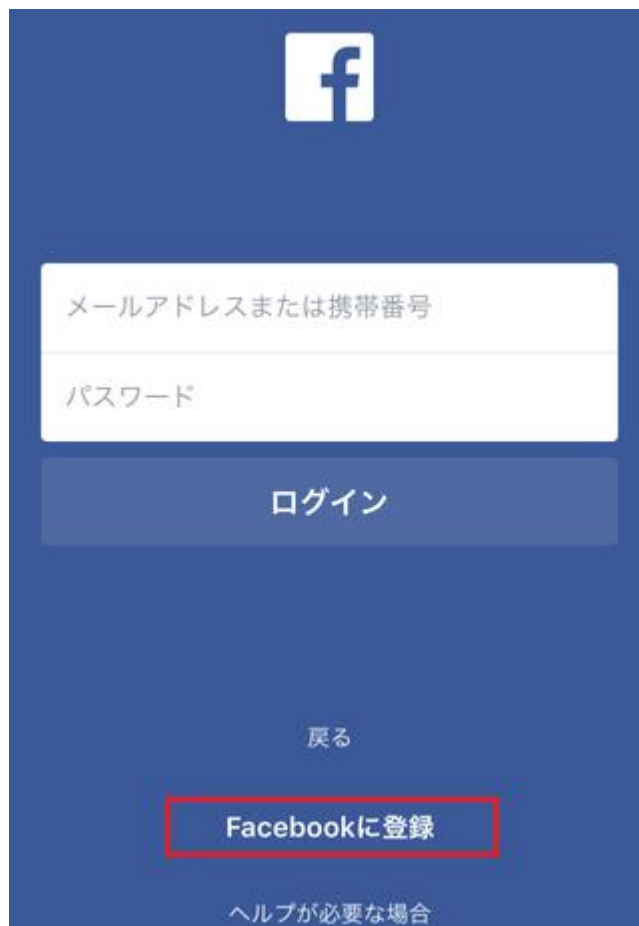 f
メールアドレスまたは携帯番号
パスワード
ログイン
戻る
Facebookに登録
ヘルプが必要な場合